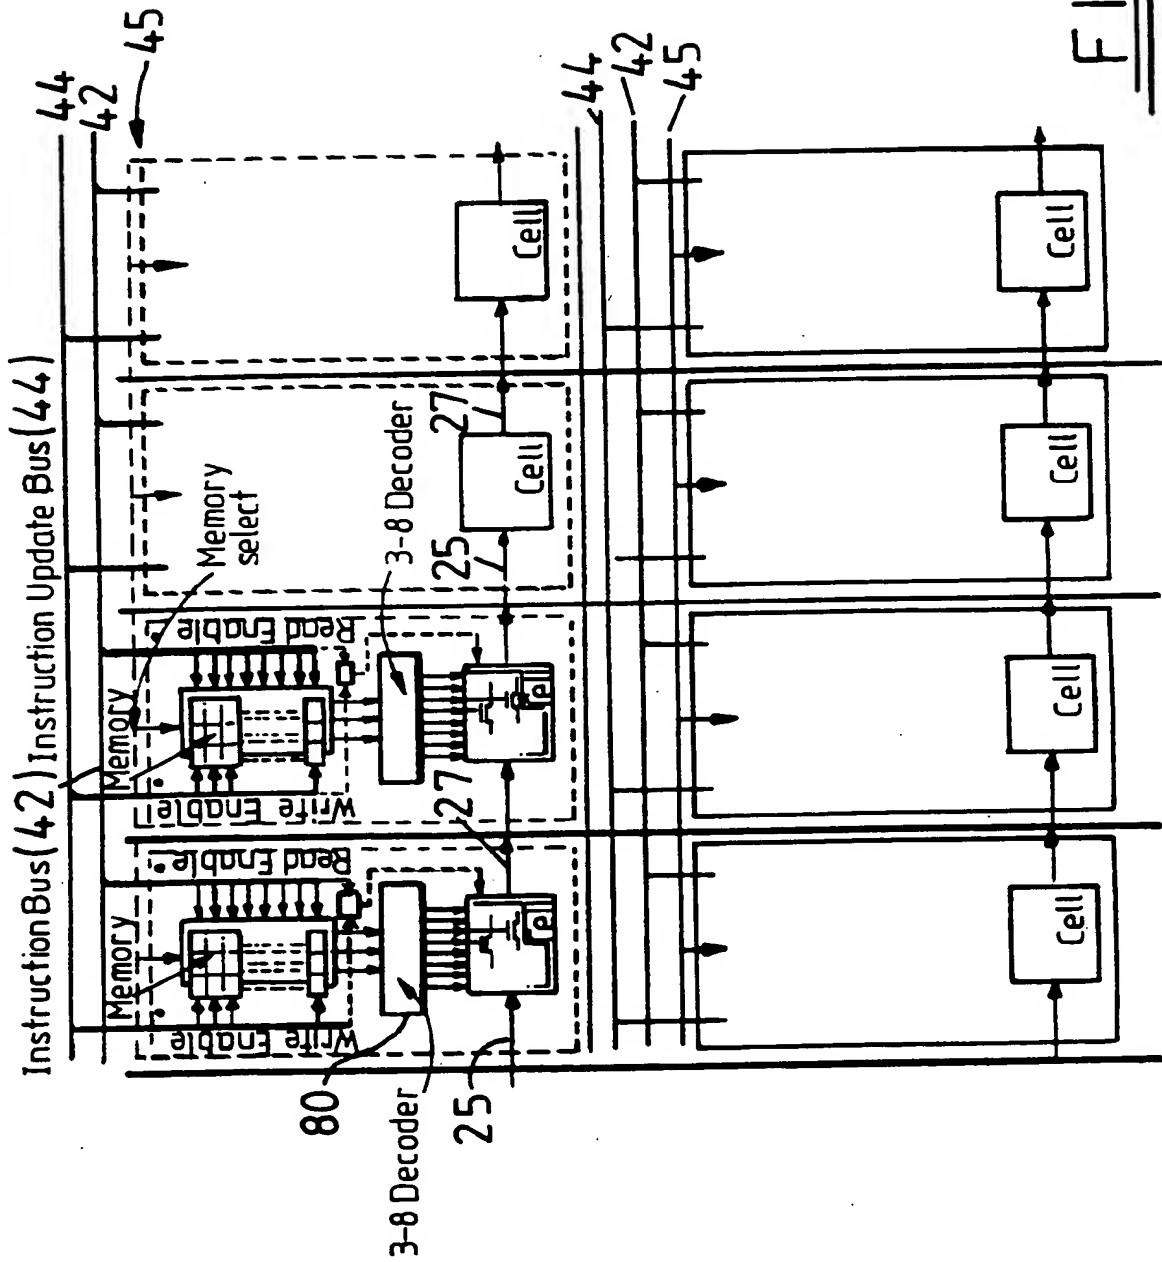 Instruction Bus(42) Instruction Update Bus(44)
44
42
45
Memory
Memory
Memory
select
Write Enable
Read Enable
Write Enable
Read Enable
80
3-8 Decoder
3-8 Decoder
25
27
25
27
Cell
Cell
44
42
45
Cell
Cell
Cell
Cell